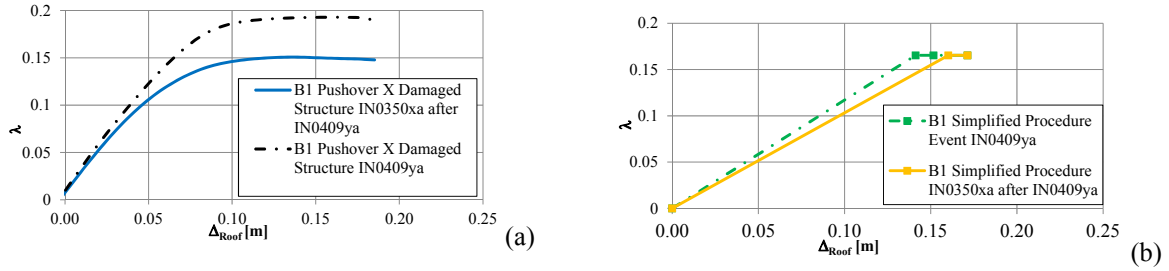 0.2
0.15
0.1
0.05
0
λ
0.00
0.05
0.10
0.15
0.20
0.25
Δ_Roof [m]
B1 Pushover X Damaged
Structure IN0350xa after
IN0409ya
B1 Pushover X Damaged
Structure IN0409ya
(a)
0.2
0.15
0.1
0.05
0
λ
0.00
0.05
0.10
0.15
0.20
0.25
Δ_Roof [m]
B1 Simplified Procedure
Event IN0409ya
B1 Simplified Procedure
IN0350xa after IN0409ya
(b)